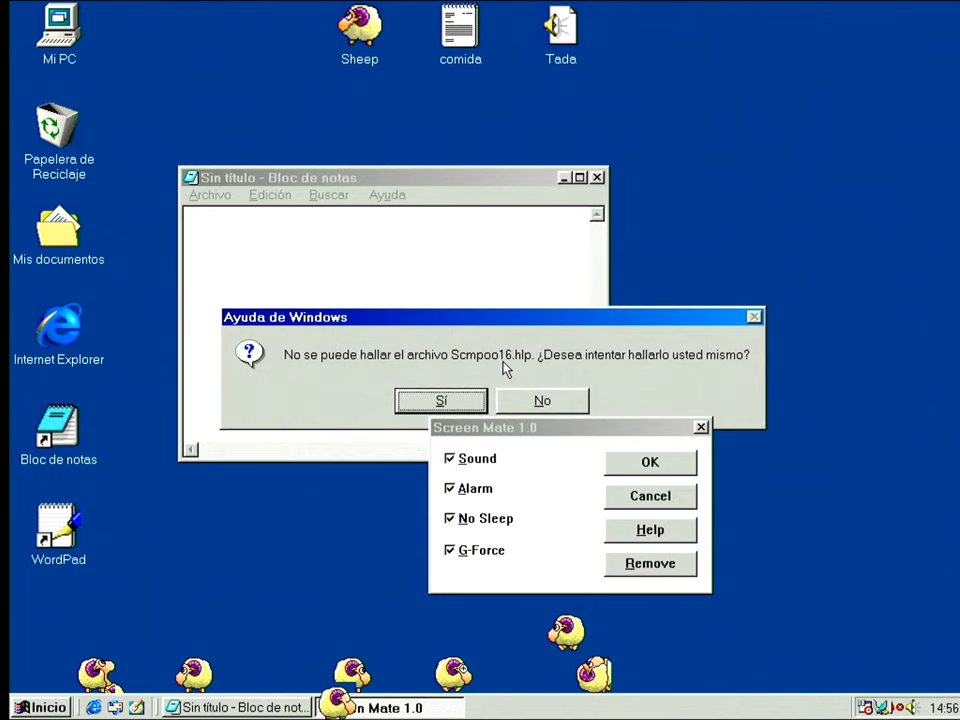 Mi PC
Sheep
comida
Tada
Papelera de
Reciclaje
Mis documentos
Internet Explorer
Bloc de notas
WordPad
Sin título - Bloc de notas
Archivo Edición Buscar Ayuda
Ayuda de Windows
No se puede hallar el archivo Scmpoo16.hlp. ¿Desea intentar hallarlo usted mismo?
Sí No
Screen Mate 1.0
Sound
Alarm
No Sleep
G-Force
OK
Cancel
Help
Remove
Inicio
Sin título - Bloc de not...
n Mate 1.0
14:56